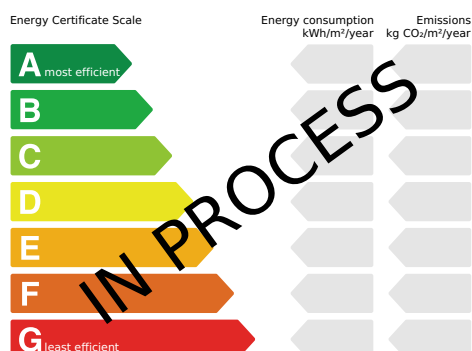 Energy Certificate Scale
Energy consumption
kWh/m²/year
Emissions
kg CO₂/m²/year
A most efficient
B
C
D
E
F
G least efficient
IN PROCESS